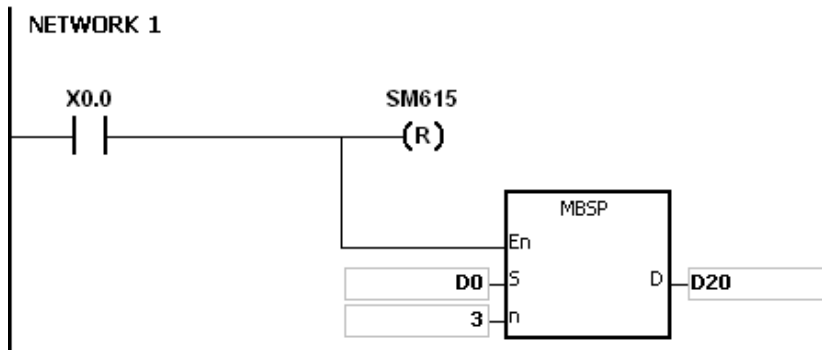 NETWORK 1
X0.0 SM615
(R)
MBSP
En
D0 S D D20
3 n